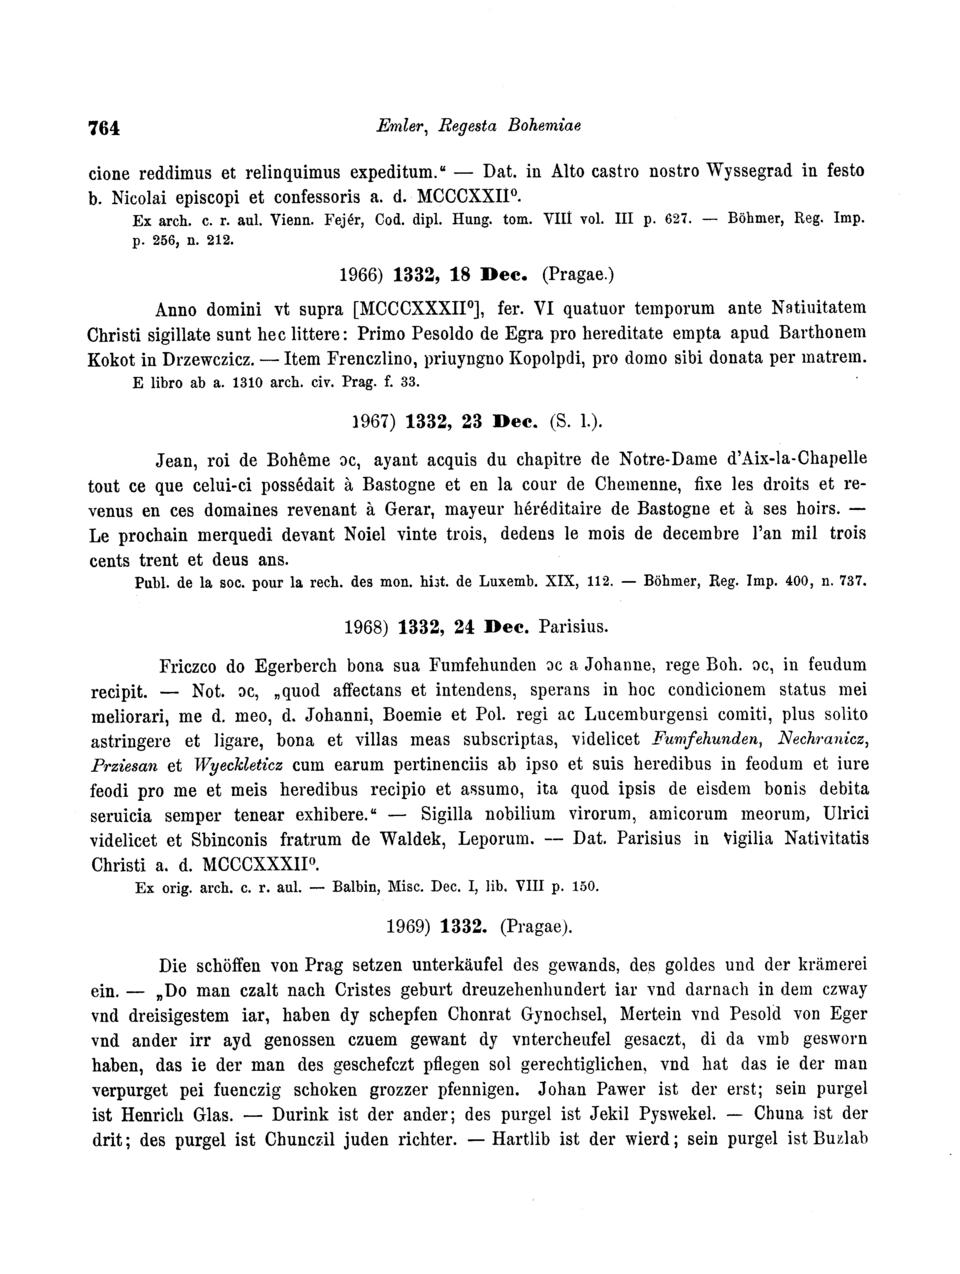 764 Emler, Regesta Bohemiae
cione reddimus et relinquimus expeditum.“ — Dat. in Alto castro nostro Wyssegrad in festo
b. Nicolai episcopi et confessoris a. d. MCCCXXII⁰.
Ex arch. c. r. aul. Vienn. Fejér, Cod. dipl. Hung. tom. VIII vol. III p. 627. — Böhmer, Reg. Imp.
p. 256, n. 212.
1966) 1332, 18 Dec. (Pragae.)
Anno domini vt supra [MCCCXXXII⁰], fer. VI quatuor temporum ante Natiuitatem
Christi sigillate sunt hec littere: Primo Pesoldo de Egra pro hereditate empta apud Barthonem
Kokot in Drzewczicz. — Item Frenczlino, priuyngno Kopolpdi, pro domo sibi donata per matrem.
E libro ab a. 1310 arch. civ. Prag. f. 33.
1967) 1332, 23 Dec. (S. l.).
Jean, roi de Bohême ɔc, ayant acquis du chapitre de Notre-Dame d'Aix-la-Chapelle
tout ce que celui-ci possédait à Bastogne et en la cour de Chemenne, fixe les droits et re-
venus en ces domaines revenant à Gerar, mayeur héréditaire de Bastogne et à ses hoirs. —
Le prochain merquedi devant Noiel vinte trois, dedens le mois de decembre l'an mil trois
cents trent et deus ans.
Publ. de la soc. pour la rech. des mon. hist. de Luxemb. XIX, 112. — Böhmer, Reg. Imp. 400, n. 737.
1968) 1332, 24 Dec. Parisius.
Friczco do Egerberch bona sua Fumfehunden ɔc a Johanne, rege Boh. ɔc, in feudum
recipit. — Not. ɔc, „quod affectans et intendens, sperans in hoc condicionem status mei
meliorari, me d. meo, d. Johanni, Boemie et Pol. regi ac Lucemburgensi comiti, plus solito
astringere et ligare, bona et villas meas subscriptas, videlicet Fumfehunden, Nechranicz,
Prziesan et Wyeckleticz cum earum pertinenciis ab ipso et suis heredibus in feodum et iure
feodi pro me et meis heredibus recipio et assumo, ita quod ipsis de eisdem bonis debita
seruicia semper tenear exhibere.“ — Sigilla nobilium virorum, amicorum meorum, Ulrici
videlicet et Sbinconis fratrum de Waldek, Leporum. — Dat. Parisius in vigilia Nativitatis
Christi a. d. MCCCXXXII⁰.
Ex orig. arch. c. r. aul. — Balbin, Misc. Dec. I, lib. VIII p. 150.
1969) 1332. (Pragae).
Die schöffen von Prag setzen unterkäufel des gewands, des goldes und der krämerei
ein. — „Do man czalt nach Cristes geburt dreuzehenhundert iar vnd darnach in dem czway
vnd dreisigestem iar, haben dy schepfen Chonrat Gynochsel, Mertein vnd Pesold von Eger
vnd ander irr ayd genossen czuem gewant dy vntercheufel gesaczt, di da vmb gesworn
haben, das ie der man des geschefczt pflegen sol gerechtiglichen, vnd hat das ie der man
verpurget pei fuenczig schoken grozzer pfennigen. Johan Pawer ist der erst; sein purgel
ist Henrich Glas. — Durink ist der ander; des purgel ist Jekil Pyswekel. — Chuna ist der
drit; des purgel ist Chunczil juden richter. — Hartlib ist der wierd; sein purgel ist Buzlab